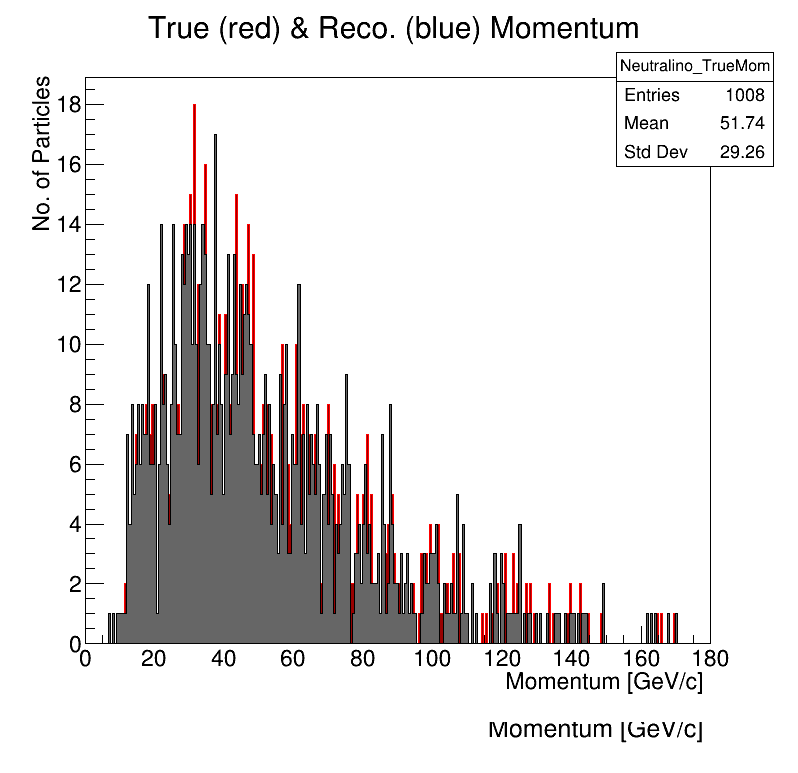 True (red) & Reco. (blue) Momentum
Neutralino_TrueMom
Entries 1008
Mean 51.74
Std Dev 29.26
No. of Particles
18
16
14
12
10
8
6
4
2
0
0 20 40 60 80 100 120 140 160 180
Momentum [GeV/c]
Momentum [GeV/c]